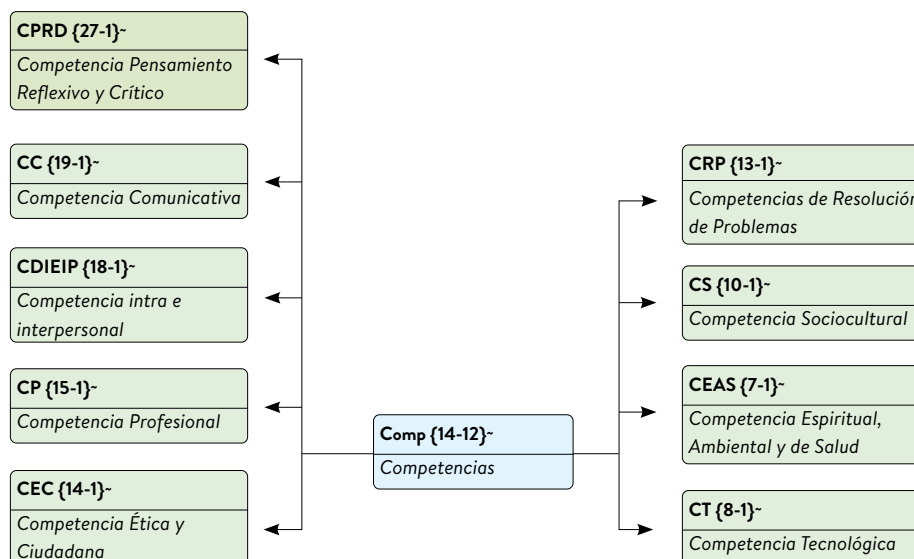 CPRD {27-1}~
Competencia Pensamiento
Reflexivo y Crítico
CC {19-1}~
Competencia Comunicativa
CDIEIP {18-1}~
Competencia intra e
interpersonal
CP {15-1}~
Competencia Profesional
CEC {14-1}~
Competencia Ética y
Ciudadana
Comp {14-12}~
Competencias
CRP {13-1}~
Competencias de Resolución
de Problemas
CS {10-1}~
Competencia Sociocultural
CEAS {7-1}~
Competencia Espiritual,
Ambiental y de Salud
CT {8-1}~
Competencia Tecnológica